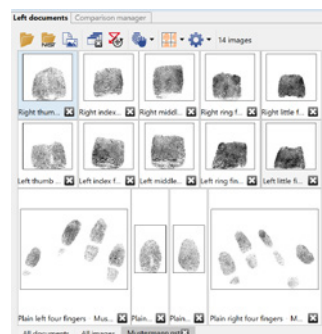 Left documents Comparison manager
14 images
Right thum... Right index... Right middl... Right ring f... Right little f...
Left thumb ... Left index f... Left middle... Left ring fin... Left little fi...
Plain left four fingers · Mus... Plain... Plain... Plain right four fingers · M...
All documents All images